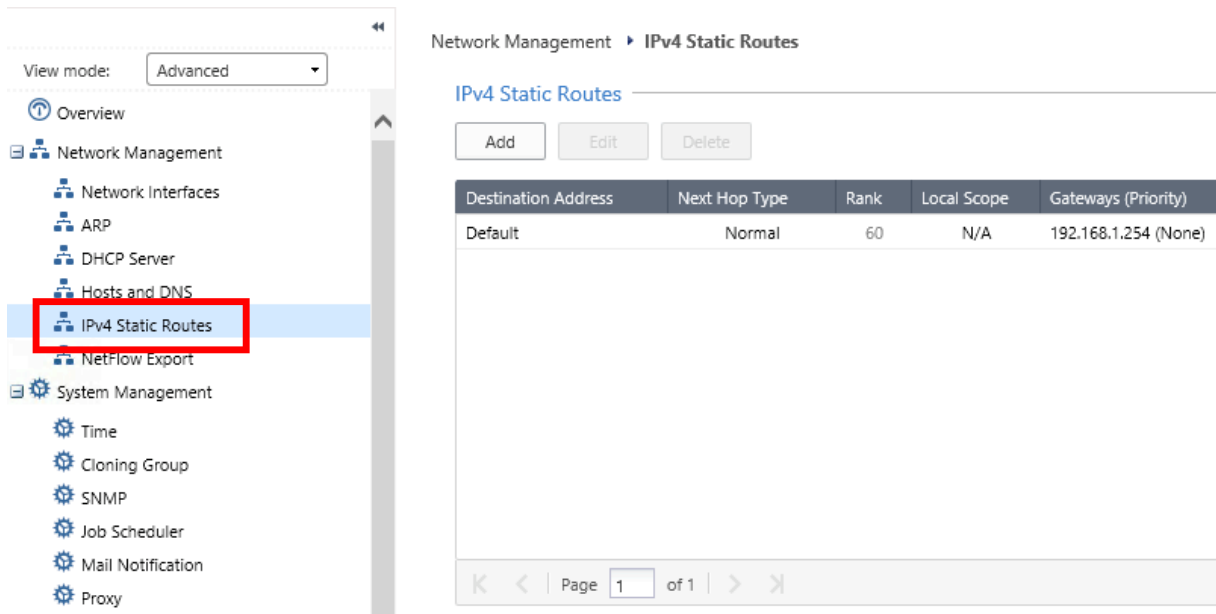 View mode: Advanced
Overview
Network Management
Network Interfaces
ARP
DHCP Server
Hosts and DNS
IPv4 Static Routes
NetFlow Export
System Management
Time
Cloning Group
SNMP
Job Scheduler
Mail Notification
Proxy
Network Management IPv4 Static Routes
IPv4 Static Routes
Add Edit Delete
Destination Address Next Hop Type Rank Local Scope Gateways (Priority)
Default Normal 60 N/A 192.168.1.254 (None)
Page 1 of 1